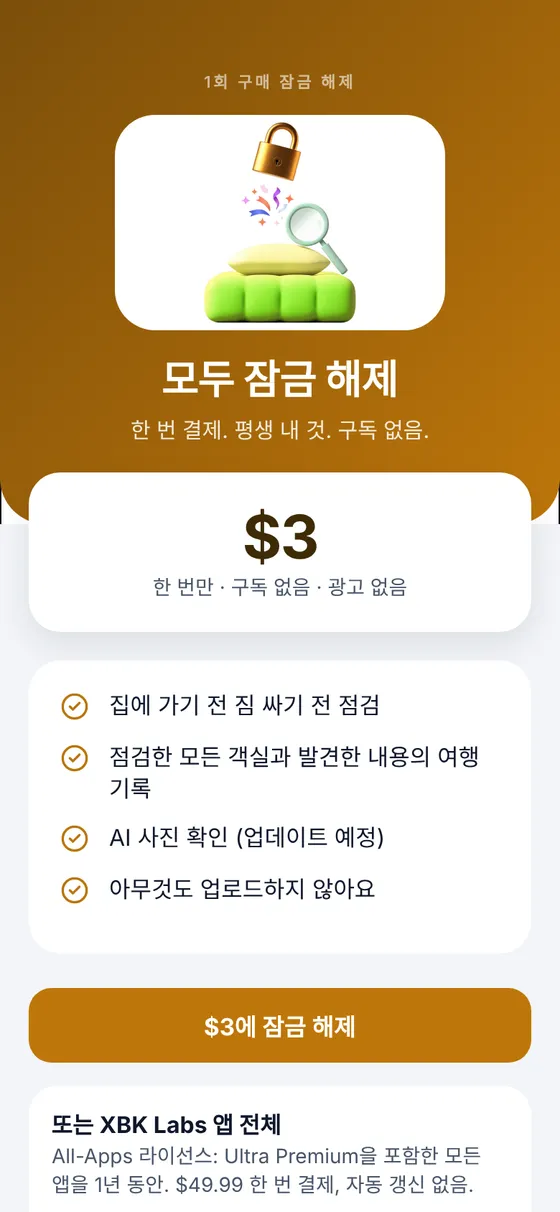 1회 구매 잠금 해제
모두 잠금 해제
한 번 결제. 평생 내 것. 구독 없음.
$3
한 번만 · 구독 없음 · 광고 없음
집에 가기 전 짐 싸기 전 점검
점검한 모든 객실과 발견한 내용의 여행
기록
AI 사진 확인 (업데이트 예정)
아무것도 업로드하지 않아요
$3에 잠금 해제
또는 XBK Labs 앱 전체
All-Apps 라이선스: Ultra Premium을 포함한 모든
앱을 1년 동안. $49.99 한 번 결제, 자동 갱신 없음.